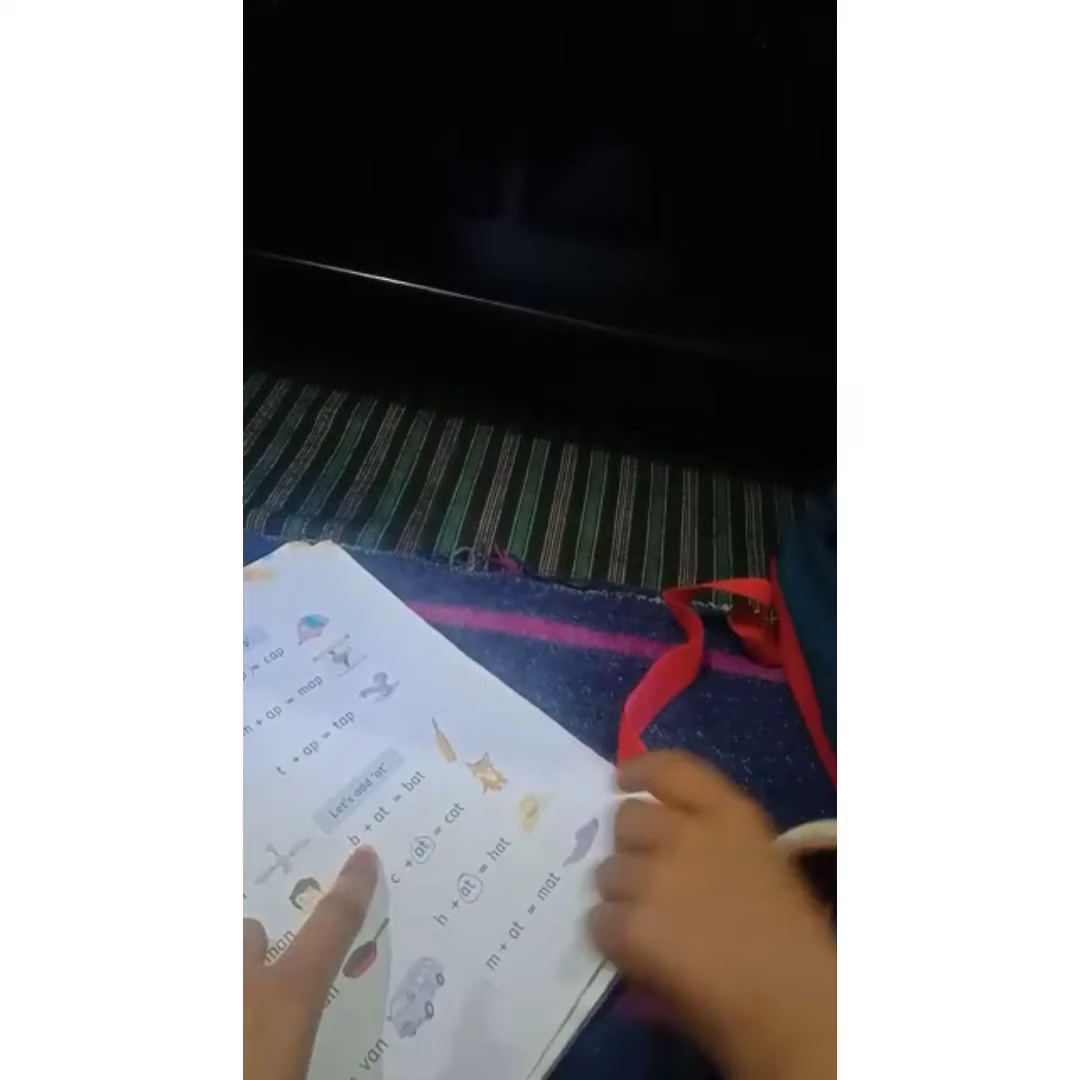 = cap
m + ap = map
t + ap = tap
Let's add 'at'
b + at = bat
c + at = cat
h + at = hat
m + at = mat
man
van